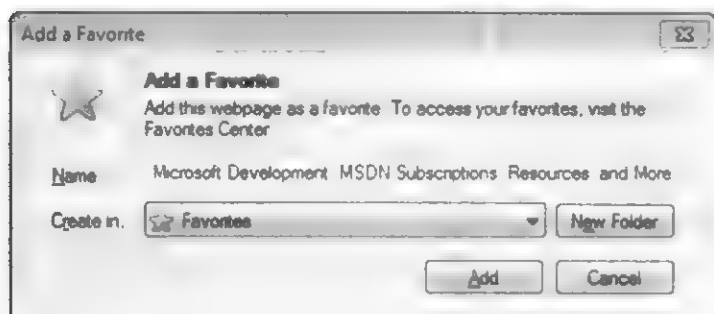 Add a Favorite
Add a Favorite
Add this webpage as a favorite To access your favorites, visit the
Favorites Center
Name Microsoft Development MSDN Subscriptions Resources and More
Create in. Favorites New Folder
Add Cancel